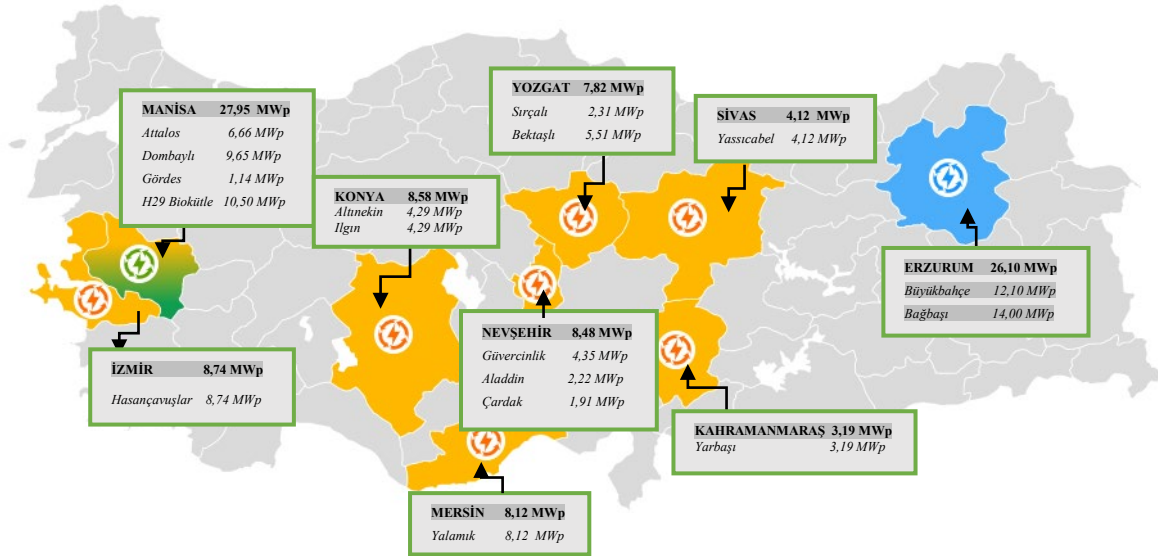 MANİSA 27,95 MWp
Attalos 6,66 MWp
Dombaylı 9,65 MWp
Gördes 1,14 MWp
H29 Biokütle 10,50 MWp
YOZGAT 7,82 MWp
Sırçalı 2,31 MWp
Bektaşlı 5,51 MWp
SİVAS 4,12 MWp
Yassıcabel 4,12 MWp
KONYA 8,58 MWp
Altınekin 4,29 MWp
Ilgın 4,29 MWp
ERZURUM 26,10 MWp
Büyükbahçe 12,10 MWp
Bağbaşı 14,00 MWp
İZMİR 8,74 MWp
Hasançavuşlar 8,74 MWp
NEVŞEHİR 8,48 MWp
Güvercinlik 4,35 MWp
Aladdin 2,22 MWp
Çardak 1,91 MWp
KAHRAMANMARAŞ 3,19 MWp
Yarbaşı 3,19 MWp
MERSİN 8,12 MWp
Yalamık 8,12 MWp